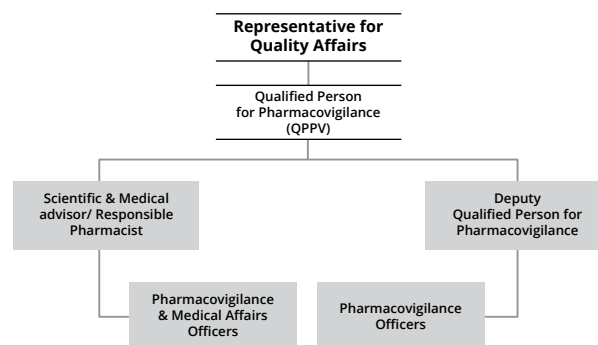 Representative for
Quality Affairs
Qualified Person
for Pharmacovigilance
(QPPV)
Scientific & Medical
advisor/ Responsible
Pharmacist
Deputy
Qualified Person for
Pharmacovigilance
Pharmacovigilance
& Medical Affairs
Officers
Pharmacovigilance
Officers